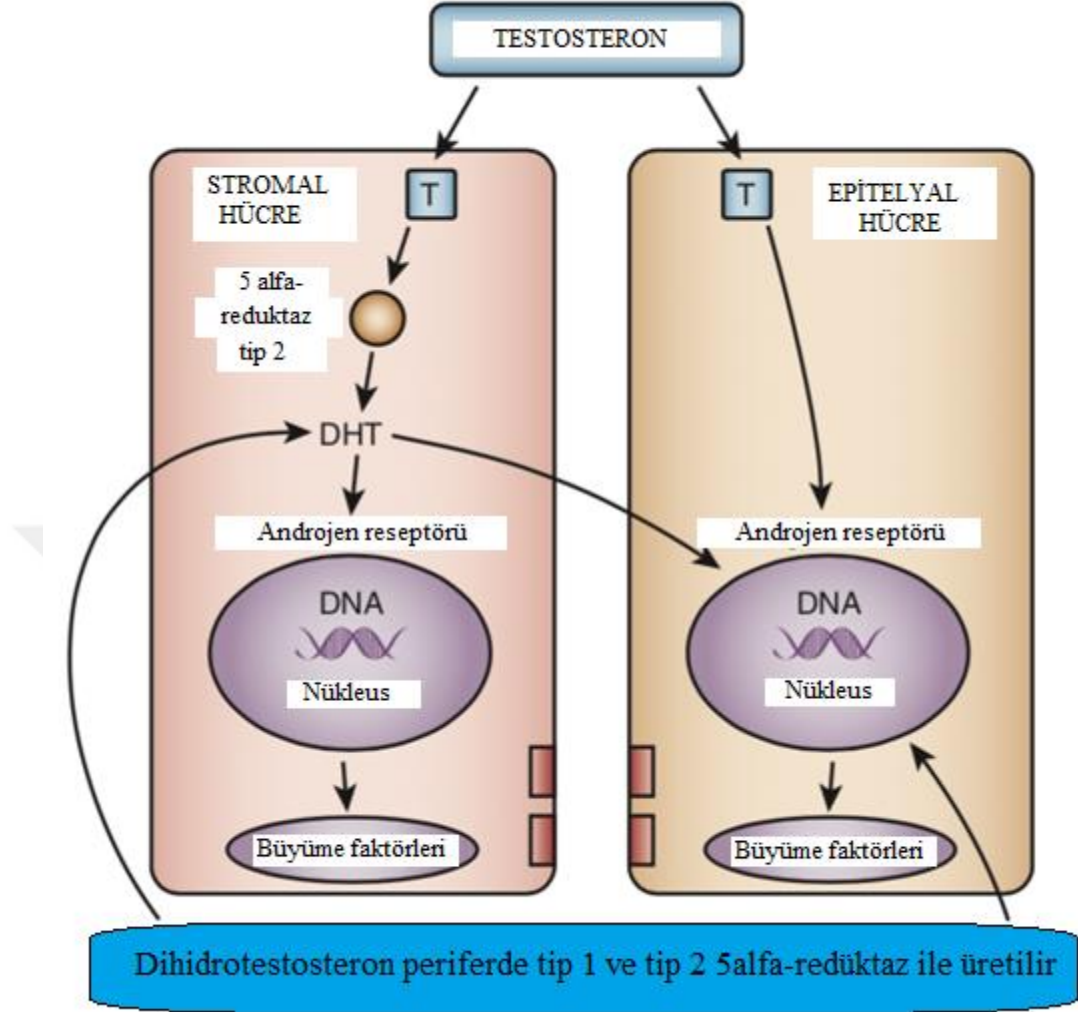 TESTOSTERON
STROMAL
HÜCRE
T
5 alfa-
reduktaz
tip 2
DHT
Androjen reseptörü
DNA
Nükleus
Büyüme faktörleri
T
EPİTELYAL
HÜCRE
Androjen reseptörü
DNA
Nükleus
Büyüme faktörleri
Dihidrotestosteron periferde tip 1 ve tip 2 5alfa-redüktaz ile üretilir